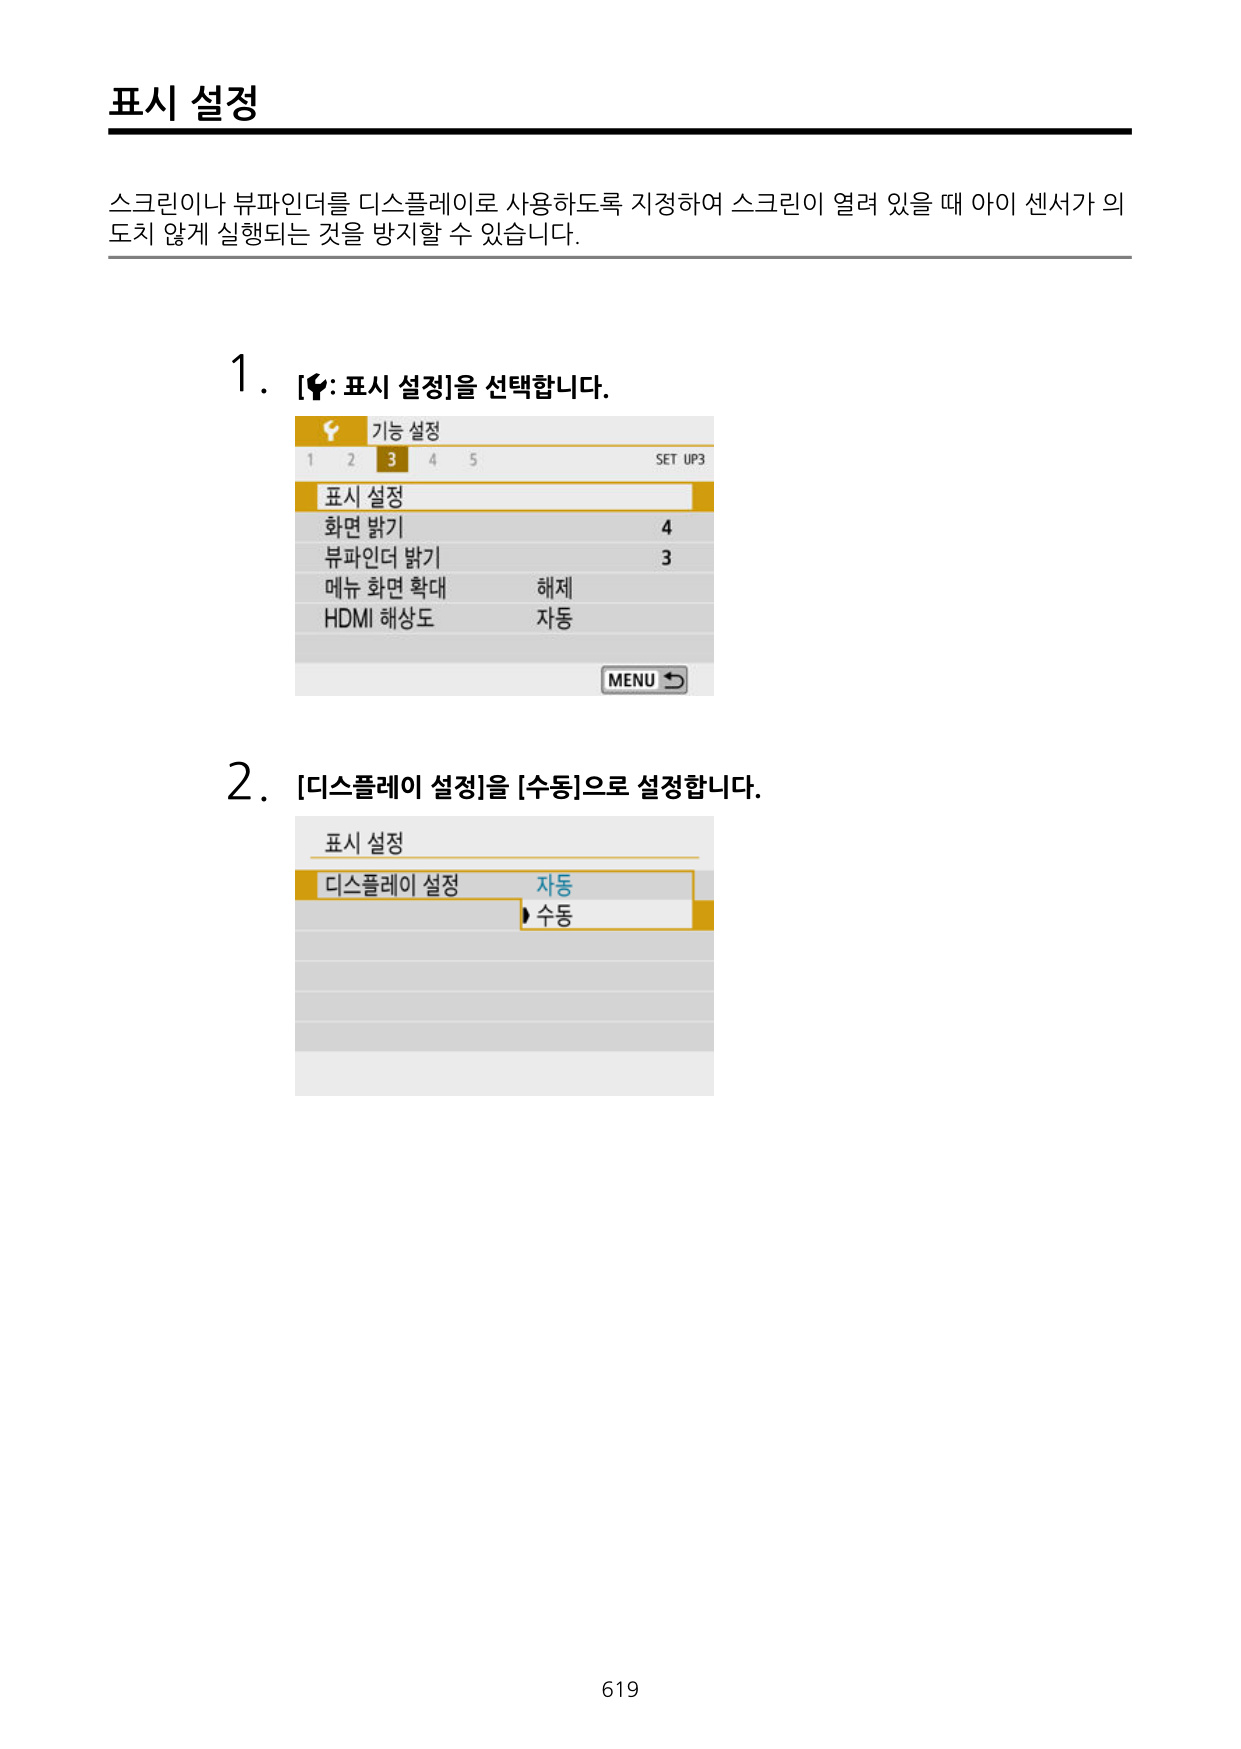 표시 설정
스크린이나 뷰파인더를 디스플레이로 사용하도록 지정하여 스크린이 열려 있을 때 아이 센서가 의
도치 않게 실행되는 것을 방지할 수 있습니다.
1. [: 표시 설정]을 선택합니다.
기능 설정
1 2 3 4 5 SET UP3
표시 설정
화면 밝기 4
뷰파인더 밝기 3
메뉴 화면 확대 해제
HDMI 해상도 자동
MENU
2. [디스플레이 설정]을 [수동]으로 설정합니다.
표시 설정
디스플레이 설정 자동
수동
619